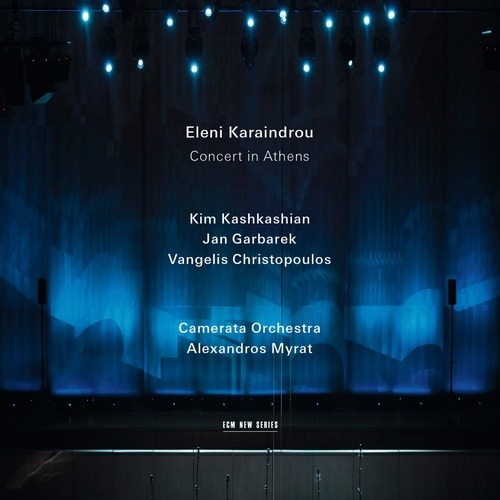 Eleni Karaindrou
Concert in Athens
Kim Kashkashian
Jan Garbarek
Vangelis Christopoulos
Camerata Orchestra
Alexandros Myrat
ECM NEW SERIES